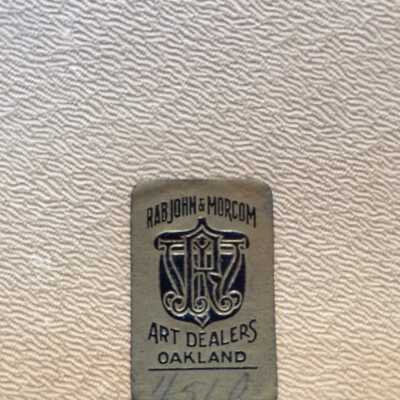 RABJOHN & MORCOM
ART DEALERS
OAKLAND